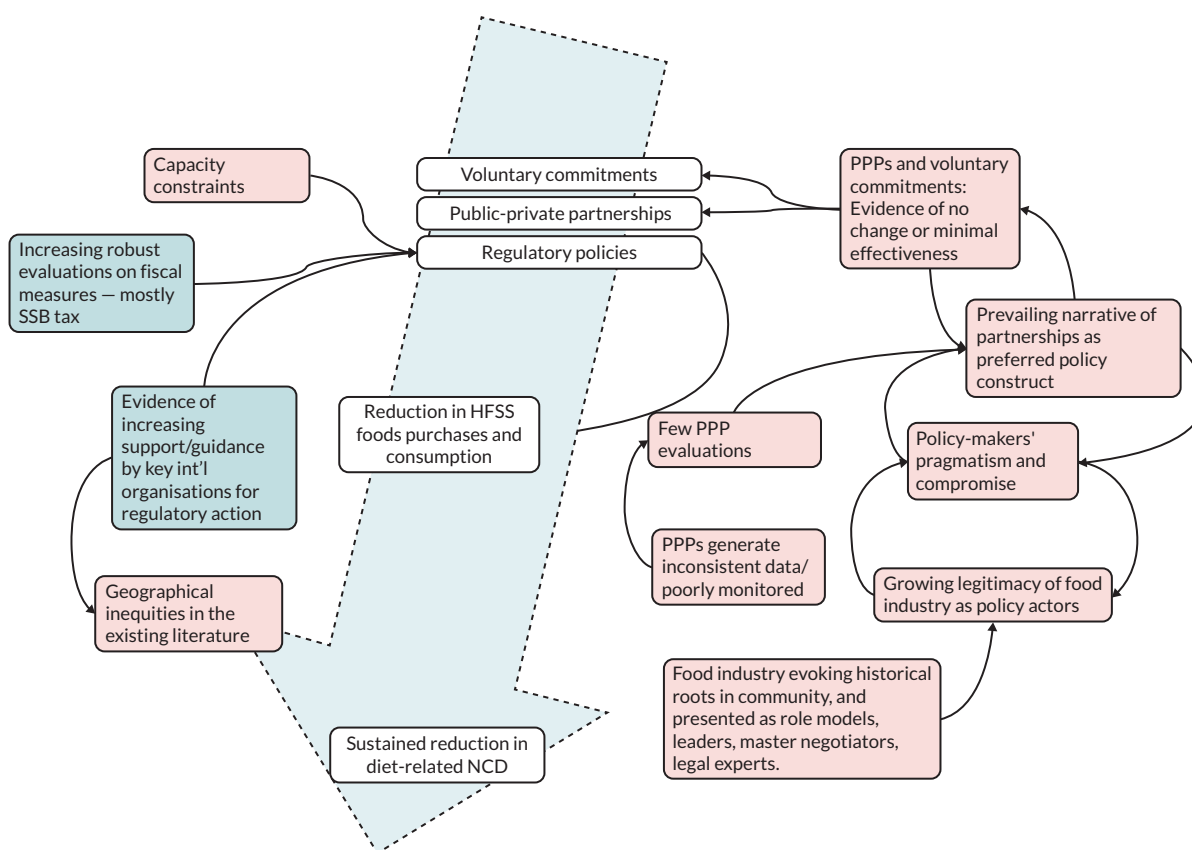 Capacity
constraints
Increasing robust
evaluations on fiscal
measures — mostly
SSB tax
Evidence of
increasing
support/guidance
by key int'l
organisations for
regulatory action
Geographical
inequities in the
existing literature
Voluntary commitments
Public-private partnerships
Regulatory policies
Reduction in HFSS
foods purchases and
consumption
Sustained reduction in
diet-related NCD
PPPs and voluntary
commitments:
Evidence of no
change or minimal
effectiveness
Prevailing narrative of
partnerships as
preferred policy
construct
Few PPP
evaluations
Policy-makers'
pragmatism and
compromise
PPPs generate
inconsistent data/
poorly monitored
Growing legitimacy of food
industry as policy actors
Food industry evoking historical
roots in community, and
presented as role models,
leaders, master negotiators,
legal experts.